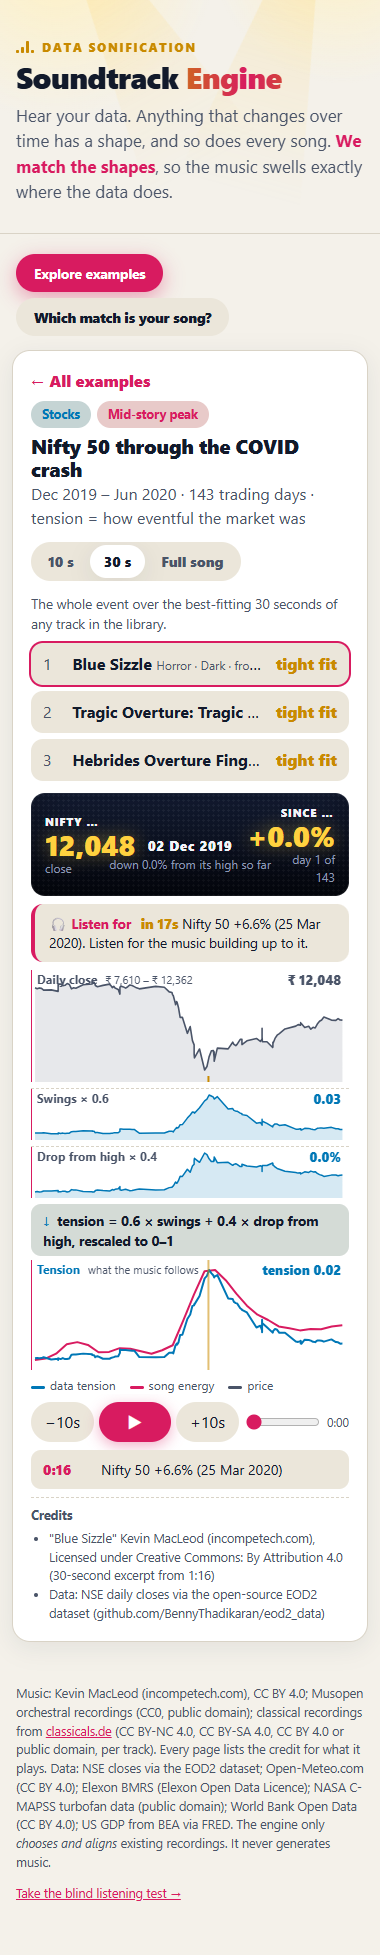 DATA SONIFICATION
Soundtrack Engine
Hear your data. Anything that changes over
time has a shape, and so does every song. We
match the shapes, so the music swells exactly
where the data does.
Explore examples
Which match is your song?
← All examples
Stocks Mid-story peak
Nifty 50 through the COVID
crash
Dec 2019 – Jun 2020 · 143 trading days ·
tension = how eventful the market was
10 s 30 s Full song
The whole event over the best-fitting 30 seconds of
any track in the library.
1 Blue Sizzle Horror · Dark · fro... tight fit
2 Tragic Overture: Tragic ... tight fit
3 Hebrides Overture Fing... tight fit
NIFTY ... SINCE ...
12,048 02 Dec 2019 +0.0%
close down 0.0% from its high so far day 1 of
143
🎧 Listen for in 17s Nifty 50 +6.6% (25 Mar
2020). Listen for the music building up to it.
Daily close ₹ 7,610 – ₹ 12,362 ₹ 12,048
Swings × 0.6 0.03
Drop from high × 0.4 0.0%
↓ tension = 0.6 × swings + 0.4 × drop from
high, rescaled to 0–1
Tension what the music follows tension 0.02
data tension song energy price
−10s ▶ +10s 0:00
0:16 Nifty 50 +6.6% (25 Mar 2020)
Credits
• "Blue Sizzle" Kevin MacLeod (incompetech.com),
Licensed under Creative Commons: By Attribution 4.0
(30-second excerpt from 1:16)
• Data: NSE daily closes via the open-source EOD2
dataset (github.com/BennyThadikaran/eod2_data)
Music: Kevin MacLeod (incompetech.com), CC BY 4.0; Musopen
orchestral recordings (CC0, public domain); classical recordings
from classicals.de (CC BY-NC 4.0, CC BY-SA 4.0, CC BY 4.0 or
public domain, per track). Every page lists the credit for what it
plays. Data: NSE closes via the EOD2 dataset; Open-Meteo.com
(CC BY 4.0); Elexon BMRS (Elexon Open Data Licence); NASA C-
MAPSS turbofan data (public domain); World Bank Open Data
(CC BY 4.0); US GDP from BEA via FRED. The engine only
chooses and aligns existing recordings. It never generates
music.
Take the blind listening test →